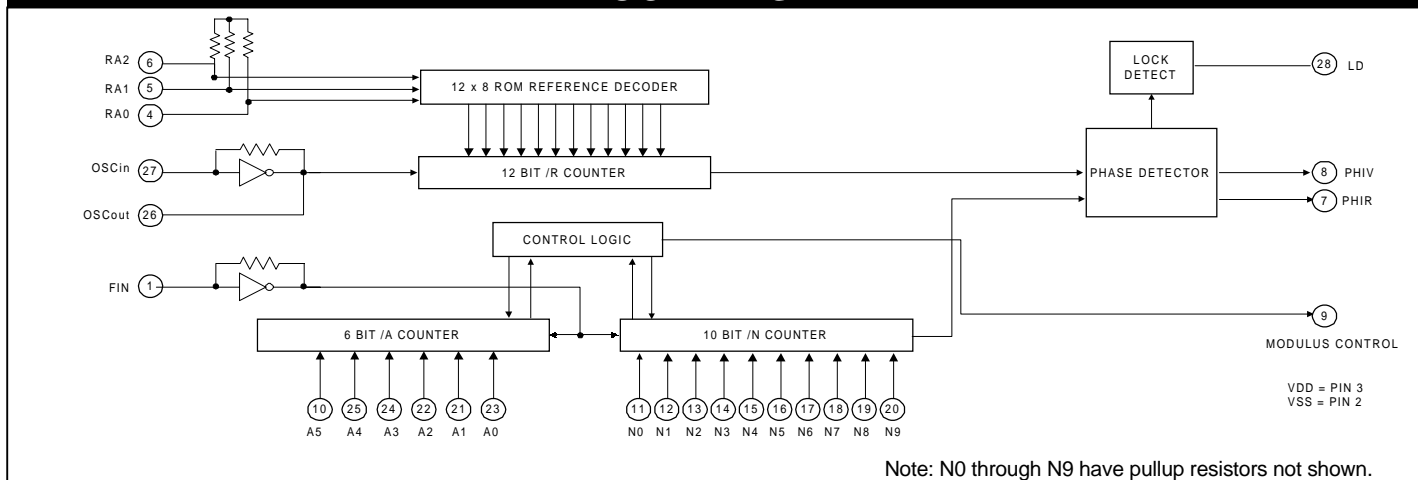 RA2 6
RA1 5
RA0 4
12 x 8 ROM REFERENCE DECODER
LOCK
DETECT
28 LD
OSCin 27
12 BIT /R COUNTER
PHASE DETECTOR
8 PHIV
7 PHIR
OSCout 26
CONTROL LOGIC
FIN 1
6 BIT /A COUNTER
10 BIT /N COUNTER
9
MODULUS CONTROL
VDD = PIN 3
VSS = PIN 2
10 25 24 22 21 23 11 12 13 14 15 16 17 18 19 20
A5 A4 A3 A2 A1 A0 N0 N1 N2 N3 N4 N5 N6 N7 N8 N9
Note: N0 through N9 have pullup resistors not shown.